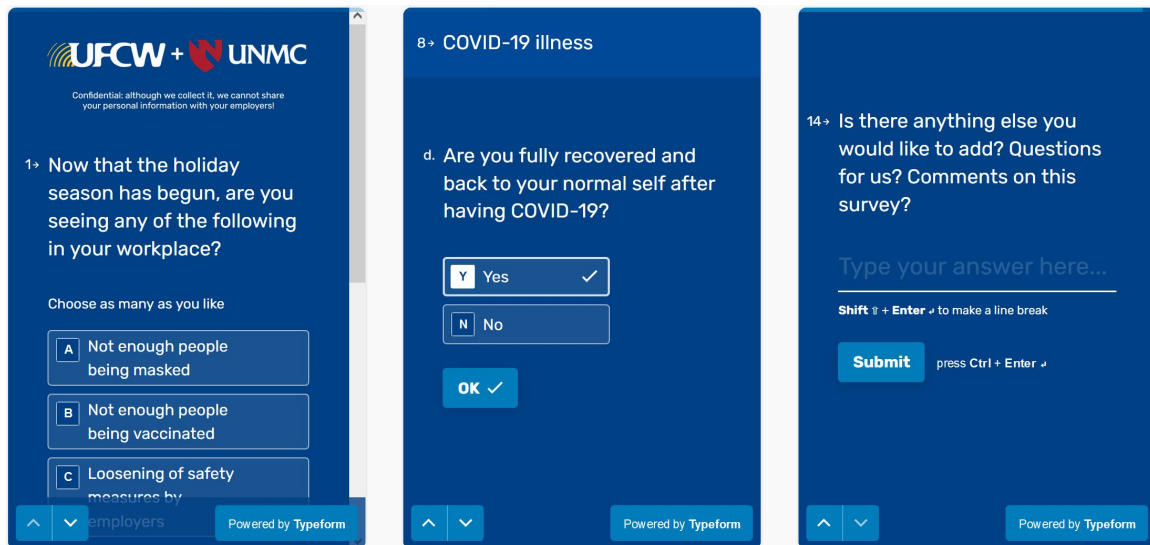 UFCW + UNMC
Confidential: although we collect it, we cannot share
your personal information with your employers!
1→ Now that the holiday
season has begun, are you
seeing any of the following
in your workplace?
Choose as many as you like
A Not enough people
being masked
B Not enough people
being vaccinated
C Loosening of safety
measures by
employers
Powered by Typeform
8→ COVID-19 illness
d. Are you fully recovered and
back to your normal self after
having COVID-19?
Y Yes
N No
OK
Powered by Typeform
14→ Is there anything else you
would like to add? Questions
for us? Comments on this
survey?
Type your answer here...
Shift ⇧ + Enter ↵ to make a line break
Submit press Ctrl + Enter ↵
Powered by Typeform